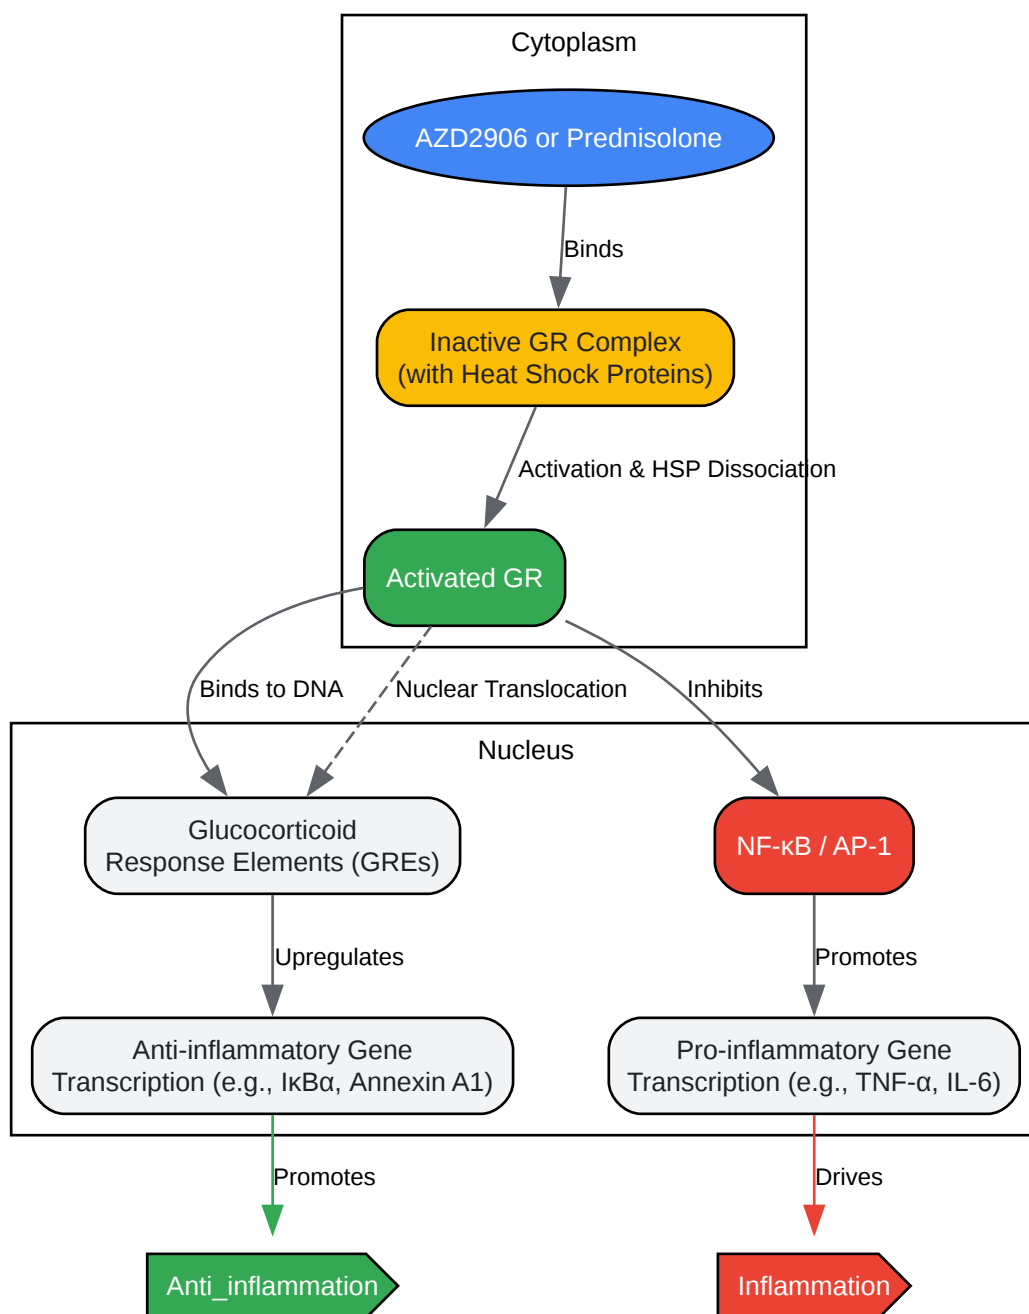 Cytoplasm
AZD2906 or Prednisolone
Binds
Inactive GR Complex
(with Heat Shock Proteins)
Activation & HSP Dissociation
Activated GR
Binds to DNA
Nuclear Translocation
Inhibits
Nucleus
Glucocorticoid
Response Elements (GREs)
NF-κB / AP-1
Upregulates
Promotes
Anti-inflammatory Gene
Transcription (e.g., IκBα, Annexin A1)
Pro-inflammatory Gene
Transcription (e.g., TNF-α, IL-6)
Promotes
Drives
Anti_inflammation
Inflammation